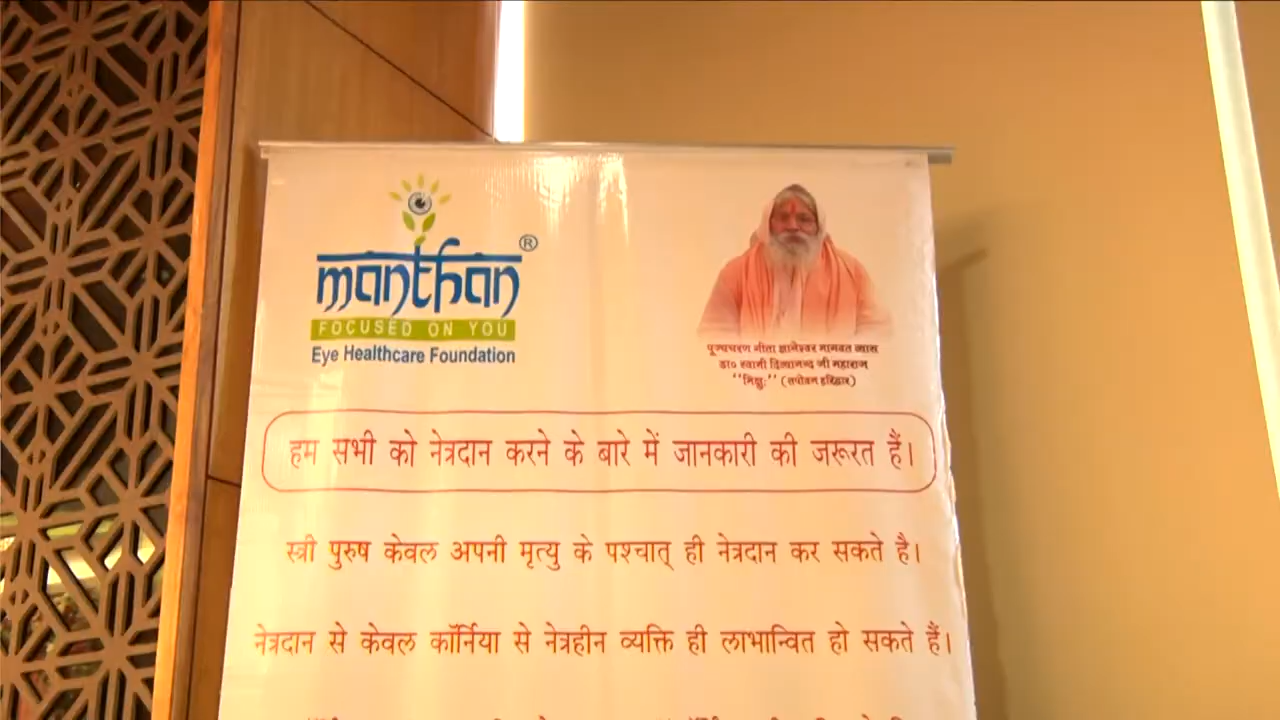 manthan ®
FOCUSED ON YOU
Eye Healthcare Foundation
पूज्यचरण गीता ज्ञानेश्वर भागवत व्यास
डा० स्वामी दिव्यानन्द जी महाराज
"भिक्षुः" (तपोवन हरिद्वार)
हम सभी को नेत्रदान करने के बारे में जानकारी की जरूरत हैं।
स्त्री पुरुष केवल अपनी मृत्यु के पश्चात् ही नेत्रदान कर सकते है।
नेत्रदान से केवल कॉर्निया से नेत्रहीन व्यक्ति ही लाभान्वित हो सकते हैं।